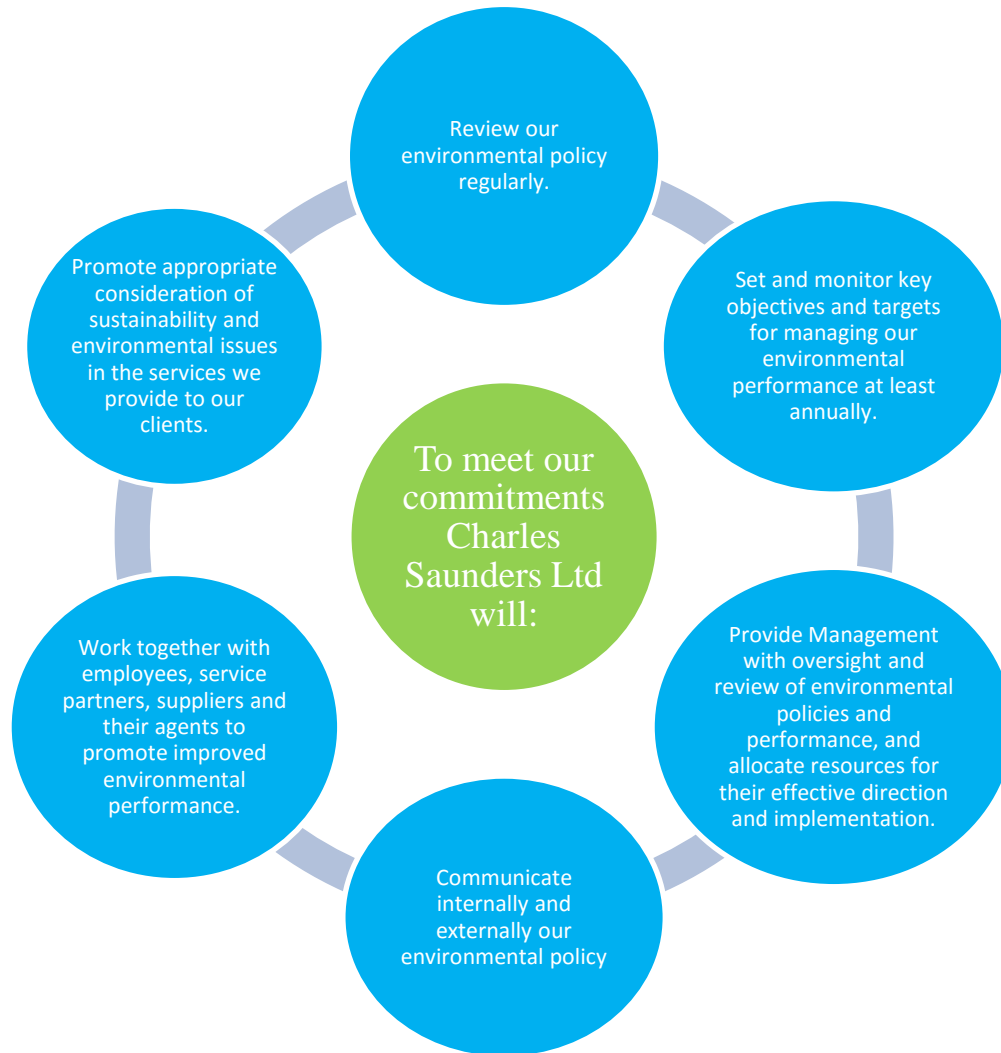 Review our
environmental policy
regularly.
Set and monitor key
objectives and targets
for managing our
environmental
performance at least
annually.
Provide Management
with oversight and
review of environmental
policies and
performance, and
allocate resources for
their effective direction
and implementation.
Communicate
internally and
externally our
environmental policy
Work together with
employees, service
partners, suppliers and
their agents to
promote improved
environmental
performance.
Promote appropriate
consideration of
sustainability and
environmental issues
in the services we
provide to our
clients.
To meet our
commitments
Charles
Saunders Ltd
will: